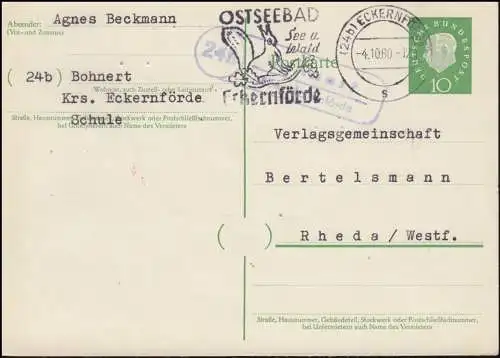 Absender: Agnes Beckmann
(Vor- und Zuname)
(24b) Bohnert
Wohnort, auch Zustell- oder Leitpostamt
Krs. Eckernförde
Schule
Straße, Hausnummer, Gebäudeteil, Stockwerk oder Postschließfachnummer,
bei Untermietern auch Name des Vermieters
OSTSEEBAD
See u.
Wald
Eckernförde
24b
Postkarte
(24b) ECKERNFÖRDE
-4.10.60
s
DEUTSCHE BUNDESPOST
10
Verlagsgemeinschaft
Bertelsmann
( )
Rheda/Westf.
Straße, Hausnummer, Gebäudeteil, Stockwerk oder Postschließfachnummer,
bei Untermietern auch Name des Vermieters